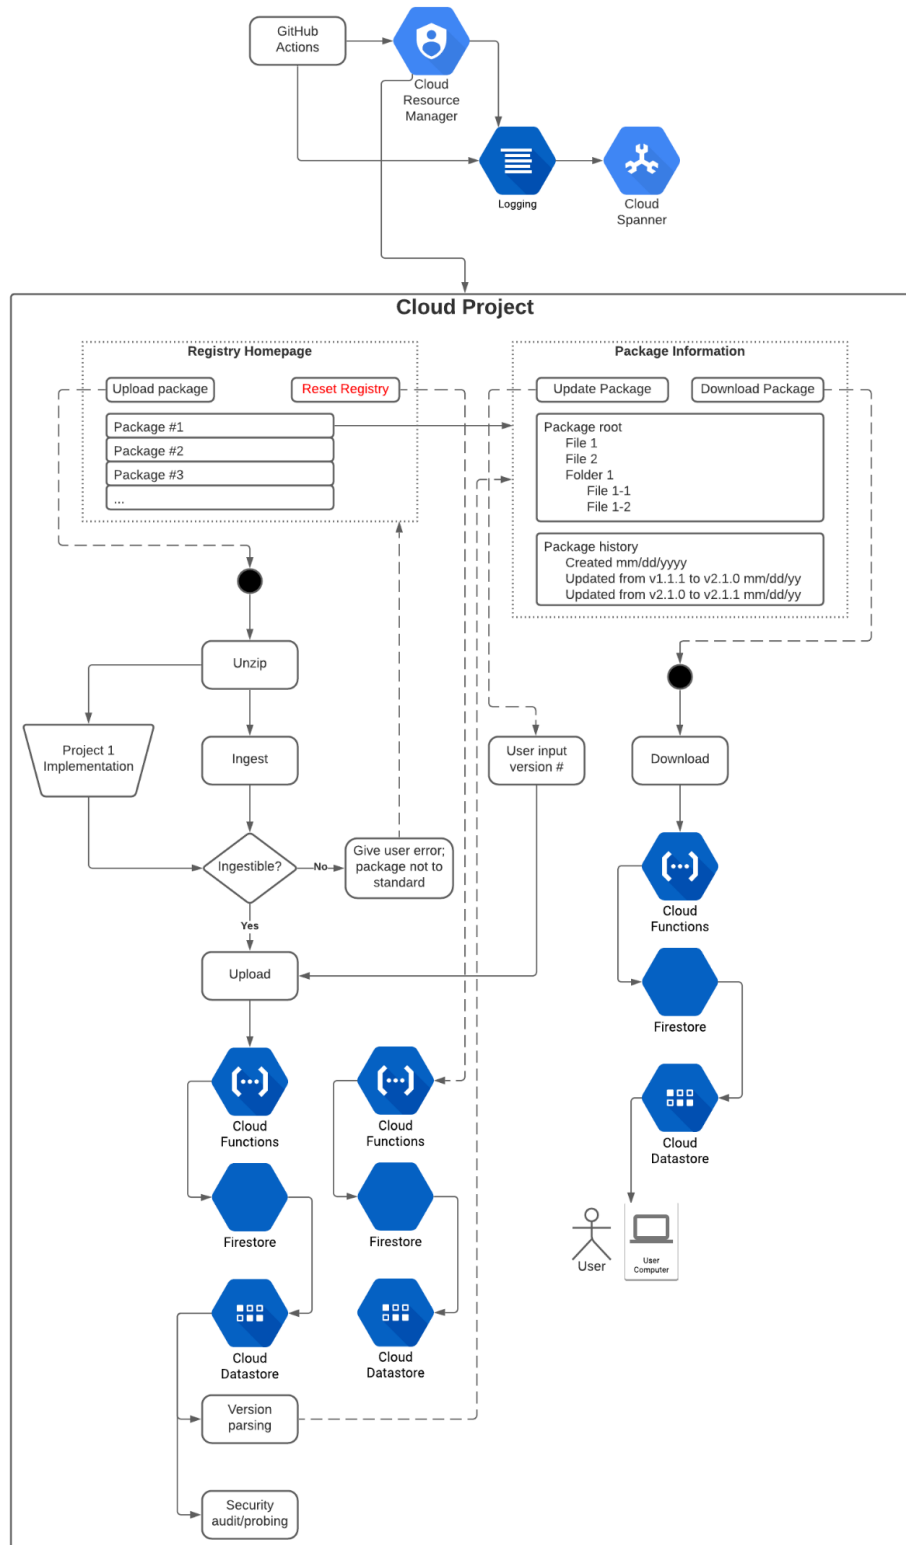 GitHub
Actions
Cloud
Resource
Manager
Logging
Cloud
Spanner
Cloud Project
Registry Homepage
Upload package
Reset Registry
Package #1
Package #2
Package #3
...
Package Information
Update Package
Download Package
Package root
File 1
File 2
Folder 1
File 1-1
File 1-2
Package history
Created mm/dd/yyyy
Updated from v1.1.1 to v2.1.0 mm/dd/yy
Updated from v2.1.0 to v2.1.1 mm/dd/yy
Unzip
Project 1
Implementation
Ingest
User input
version #
Download
Ingestible?
No
Give user error;
package not to
standard
Yes
Upload
Cloud
Functions
Firestore
Cloud
Datastore
User
User
Computer
Cloud
Functions
Cloud
Functions
Firestore
Firestore
Cloud
Datastore
Cloud
Datastore
Version
parsing
Security
audit/probing